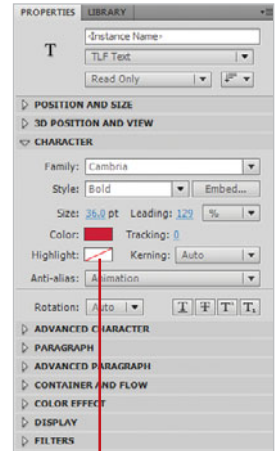 PROPERTIES LIBRARY
T <Instance Name>
TLF Text
Read Only
POSITION AND SIZE
3D POSITION AND VIEW
CHARACTER
Family: Cambria
Style: Bold Embed...
Size: 36.0 pt Leading: 129 %
Color: Tracking: 0
Highlight: Kerning: Auto
Anti-alias: Animation
Rotation: Auto T T T T
ADVANCED CHARACTER
PARAGRAPH
ADVANCED PARAGRAPH
CONTAINER AND FLOW
COLOR EFFECT
DISPLAY
FILTERS